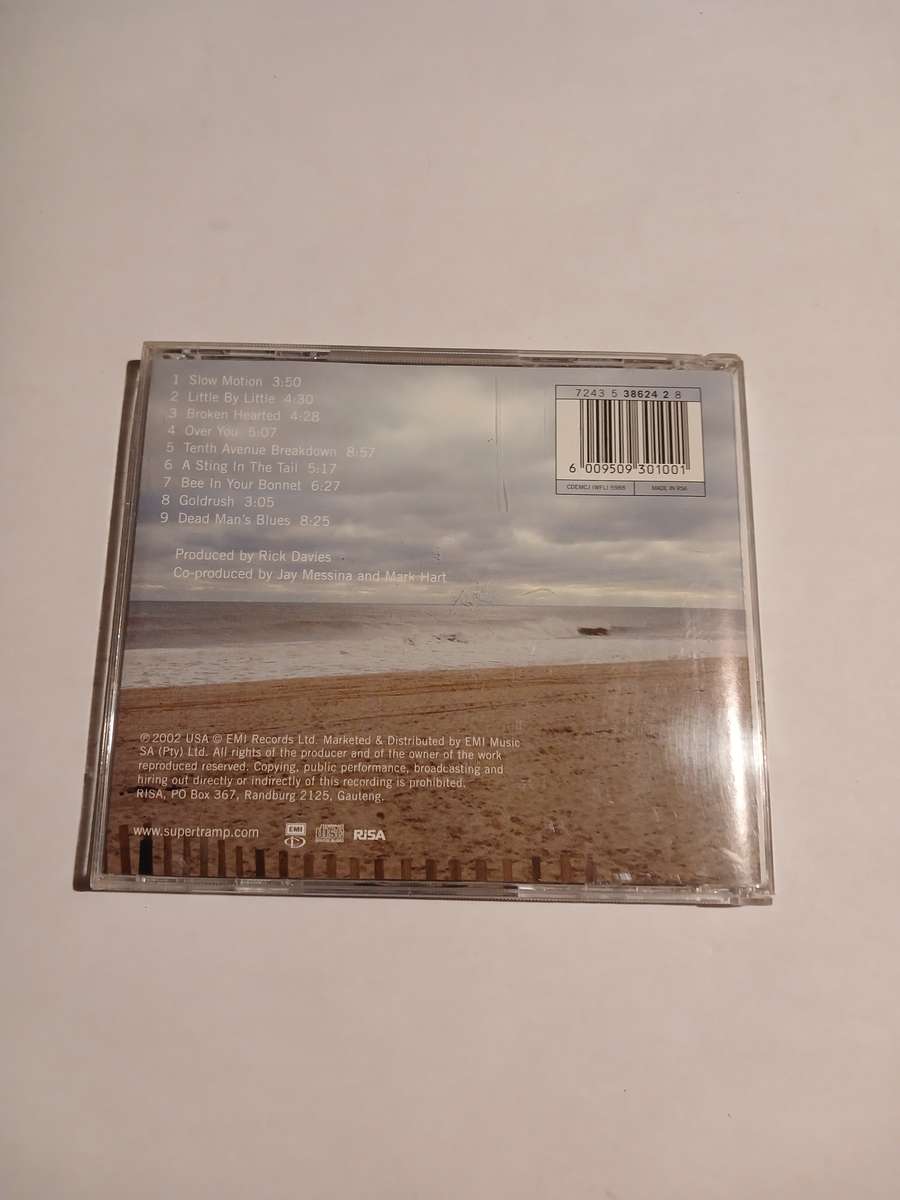 1 Slow Motion 3:50
2 Little By Little 4:30
3 Broken Hearted 4:28
4 Over You 5:07
5 Tenth Avenue Breakdown 8:57
6 A Sting In The Tail 5:17
7 Bee In Your Bonnet 6:27
8 Goldrush 3:05
9 Dead Man's Blues 8:25
Produced by Rick Davies
Co-produced by Jay Messina and Mark Hart
7243 5 38624 2 8
6 009509 301001
CDEMCJ (WFL) 5988 MADE IN RSA
℗ 2002 USA © EMI Records Ltd. Marketed & Distributed by EMI Music
SA (Pty) Ltd. All rights of the producer and of the owner of the work
reproduced reserved. Copying, public performance, broadcasting and
hiring out directly or indirectly of this recording is prohibited.
RISA, PO Box 367, Randburg 2125, Gauteng.
www.supertramp.com EMI disc RiSA